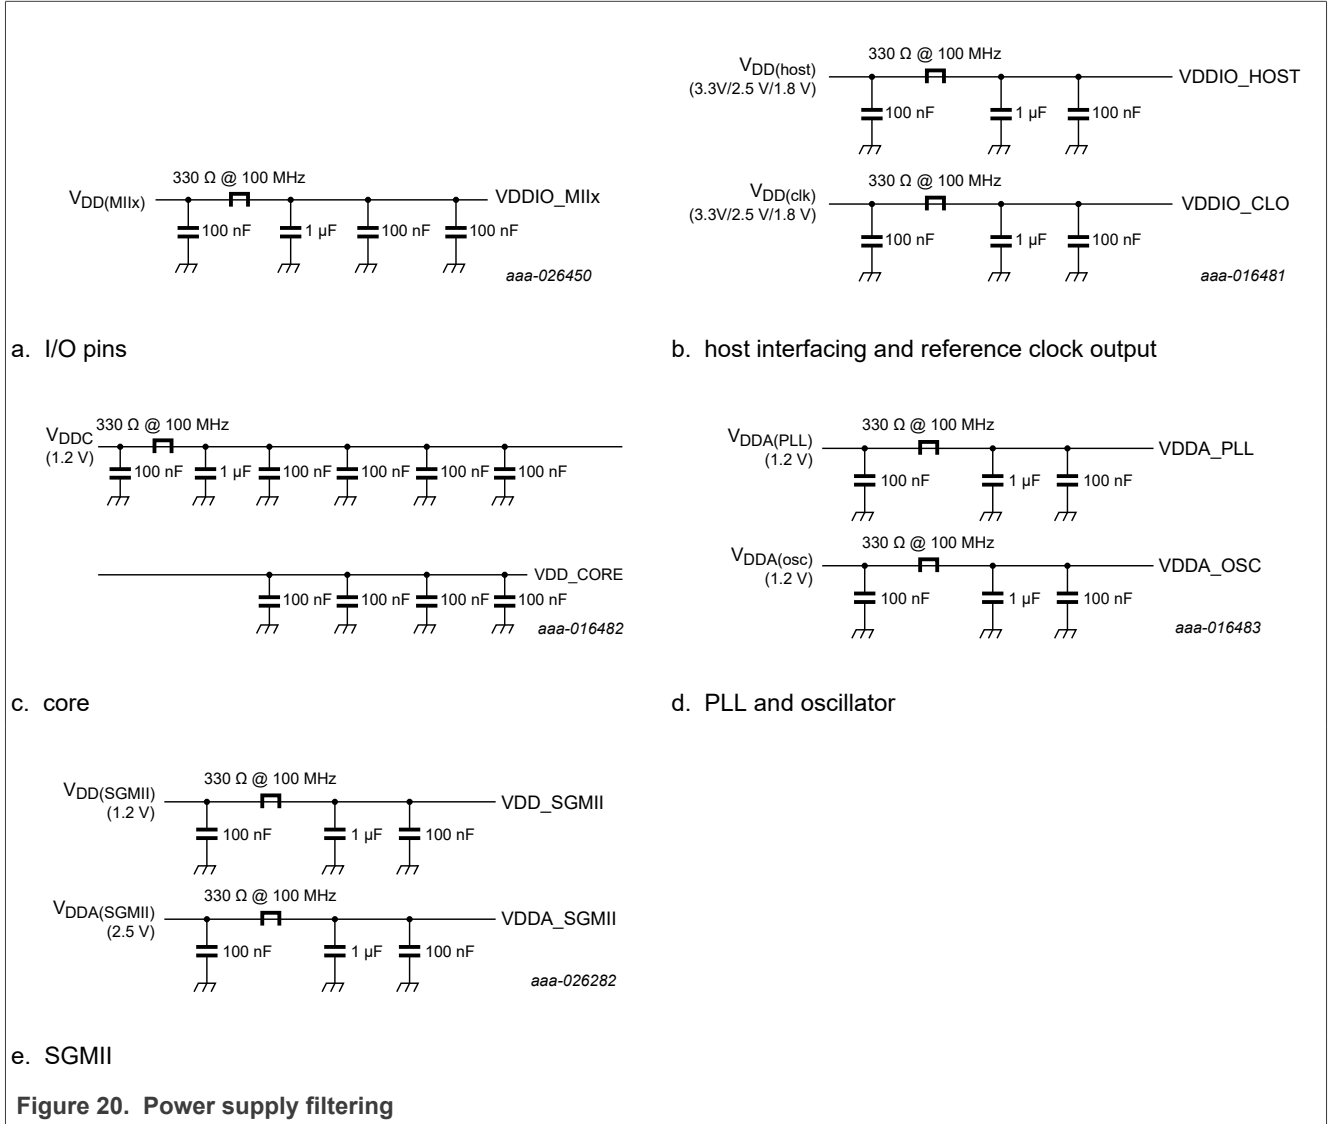 330 Ω @ 100 MHz
VDD(MIIx)
VDDIO_MIIx
100 nF
1 µF
100 nF
100 nF
aaa-026450
a. I/O pins
330 Ω @ 100 MHz
VDD(host)
(3.3V/2.5 V/1.8 V)
VDDIO_HOST
100 nF
1 µF
100 nF
330 Ω @ 100 MHz
VDD(clk)
(3.3V/2.5 V/1.8 V)
VDDIO_CLO
100 nF
1 µF
100 nF
aaa-016481
b. host interfacing and reference clock output
330 Ω @ 100 MHz
VDDC
(1.2 V)
100 nF
1 µF
100 nF
100 nF
100 nF
100 nF
VDD_CORE
100 nF
100 nF
100 nF
100 nF
aaa-016482
c. core
330 Ω @ 100 MHz
VDDA(PLL)
(1.2 V)
VDDA_PLL
100 nF
1 µF
100 nF
330 Ω @ 100 MHz
VDDA(osc)
(1.2 V)
VDDA_OSC
100 nF
1 µF
100 nF
aaa-016483
d. PLL and oscillator
330 Ω @ 100 MHz
VDD(SGMII)
(1.2 V)
VDD_SGMII
100 nF
1 µF
100 nF
330 Ω @ 100 MHz
VDDA(SGMII)
(2.5 V)
VDDA_SGMII
100 nF
1 µF
100 nF
aaa-026282
e. SGMII
Figure 20. Power supply filtering